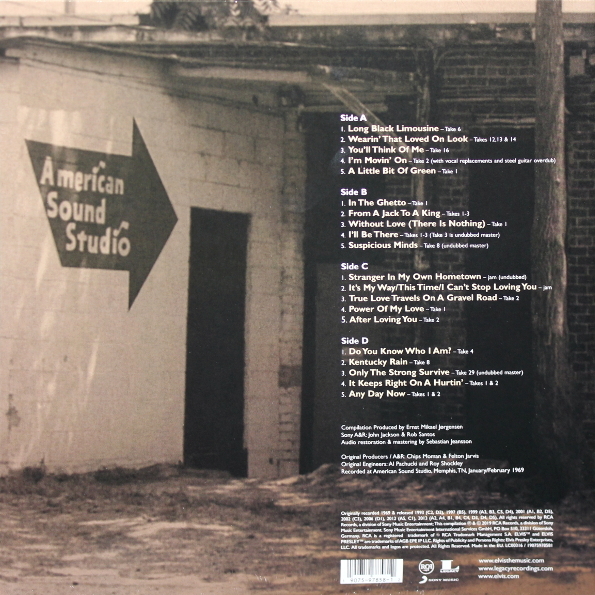 American
Sound
Studio
Side A
1. Long Black Limousine – Take 6
2. Wearin' That Loved On Look – Takes 12,13 & 14
3. You'll Think Of Me – Take 16
4. I'm Movin' On – Take 2 (with vocal replacements and steel guitar overdub)
5. A Little Bit Of Green – Take 1
Side B
1. In The Ghetto – Take 1
2. From A Jack To A King – Takes 1-3
3. Without Love (There Is Nothing) – Take 1
4. I'll Be There – Takes 1-3 (Take 3 is undubbed master)
5. Suspicious Minds – Take 8 (undubbed master)
Side C
1. Stranger In My Own Hometown – jam (undubbed)
2. It's My Way/This Time/I Can't Stop Loving You – jam
3. True Love Travels On A Gravel Road – Take 2
4. Power Of My Love – Take 1
5. After Loving You – Take 2
Side D
1. Do You Know Who I Am? – Take 4
2. Kentucky Rain – Take 8
3. Only The Strong Survive – Take 29 (undubbed master)
4. It Keeps Right On A Hurtin' – Takes 1 & 2
5. Any Day Now – Takes 1 & 2
Compilation Produced by Ernst Mikael Jørgensen
Sony A&R: John Jackson & Rob Santos
Audio restoration & mastering by Sebastian Jeansson
Original Producers / A&R: Chips Moman & Felton Jarvis
Original Engineers: Al Pachucki and Roy Shockley
Recorded at American Sound Studio, Memphis, TN, January/February 1969
RCA
SONY MUSIC
www.elvisthemusic.com
www.legacyrecordings.com
www.elvis.com